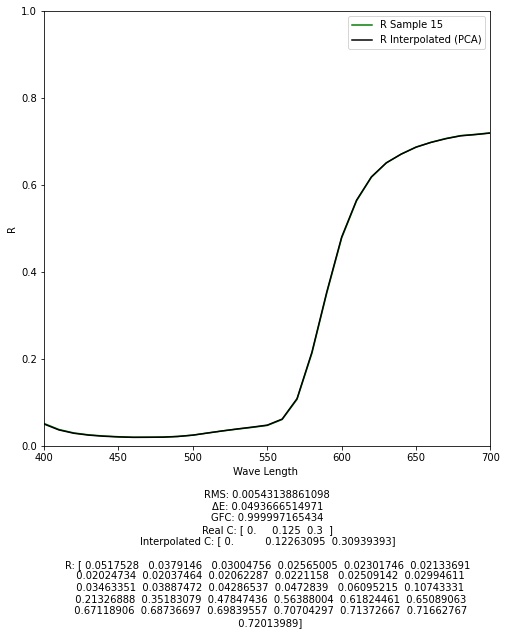 R Sample 15
R Interpolated (PCA)
1.0
0.8
0.6
0.4
0.2
0.0
R
400 450 500 550 600 650 700
Wave Length
RMS: 0.00543138861098
ΔE: 0.0493666514971
GFC: 0.999997165434
Real C: [ 0. 0.125 0.3 ]
Interpolated C: [ 0. 0.12263095 0.30939393]
R: [ 0.0517528 0.0379146 0.03004756 0.02565005 0.02301746 0.02133691
0.02024734 0.02037464 0.02062287 0.0221158 0.02509142 0.02994611
0.03463351 0.03887472 0.04286537 0.0472839 0.06095215 0.10743331
0.21326888 0.35183079 0.47847436 0.56388004 0.61824461 0.65089063
0.67118906 0.68736697 0.69839557 0.70704297 0.71372667 0.71662767
0.72013989]